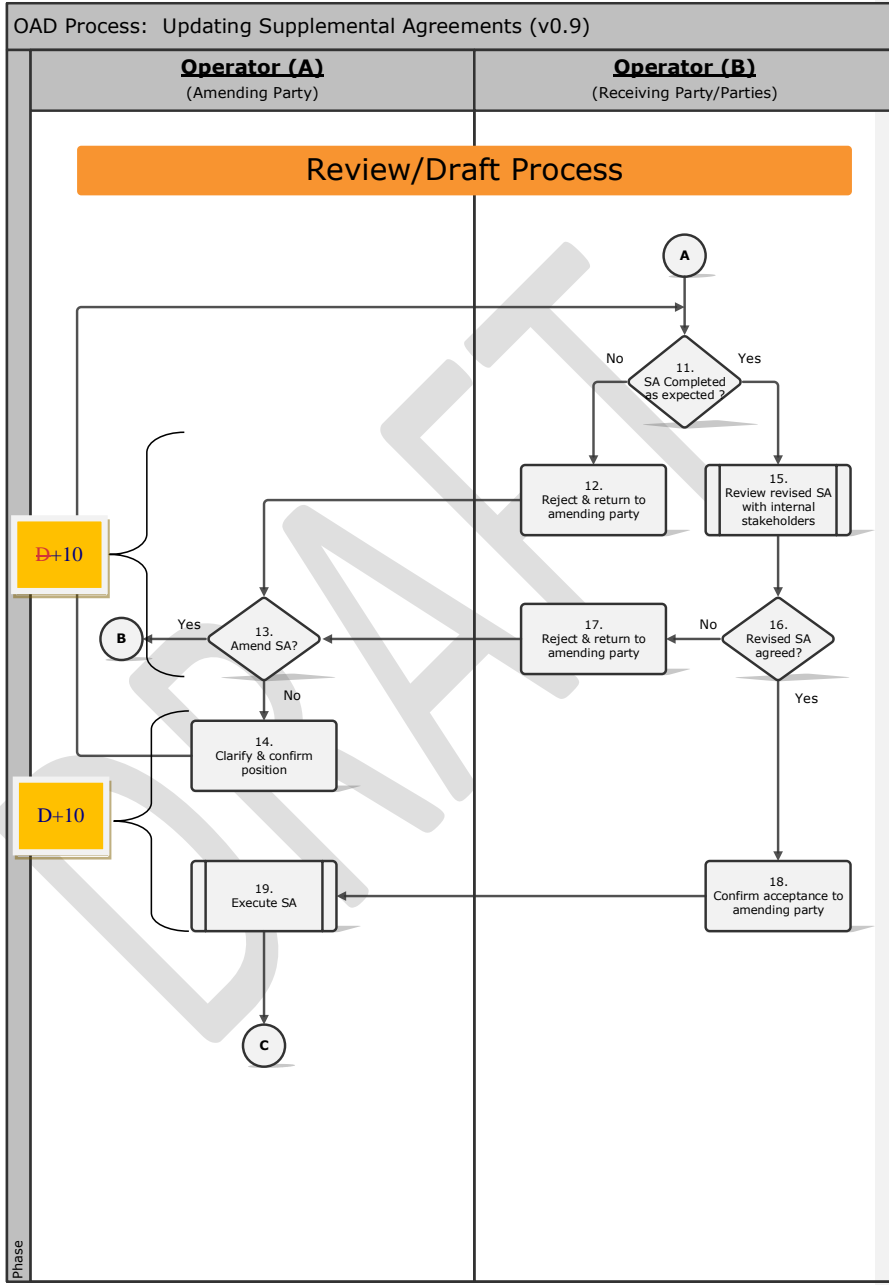 OAD Process:  Updating Supplemental Agreements (v0.9)
Operator (A)
(Amending Party)
Operator (B)
(Receiving Party/Parties)
Review/Draft Process
A
No
Yes
11.
SA Completed
as expected ?
12.
Reject & return to
amending party
15.
Review revised SA
with internal
stakeholders
D+10
B
Yes
13.
Amend SA?
17.
Reject & return to
amending party
No
16.
Revised SA
agreed?
No
Yes
14.
Clarify & confirm
position
D+10
19.
Execute SA
18.
Confirm acceptance to
amending party
C
Phase
DRAFT